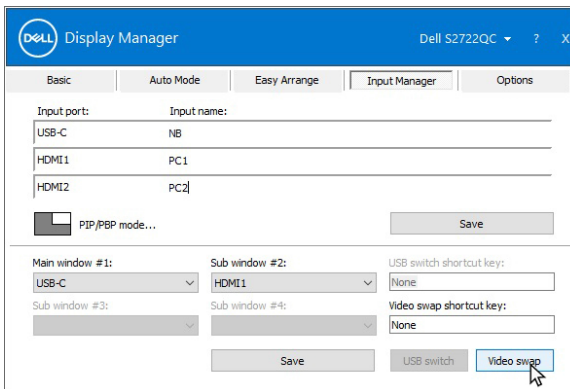 DELL Display Manager Dell S2722QC ? X
Basic Auto Mode Easy Arrange Input Manager Options
Input port: Input name:
USB-C NB
HDMI1 PC1
HDMI2 PC2
PIP/PBP mode... Save
Main window #1: Sub window #2: USB switch shortcut key:
USB-C HDMI1 None
Sub window #3: Sub window #4: Video swap shortcut key:
None
Save USB switch Video swap